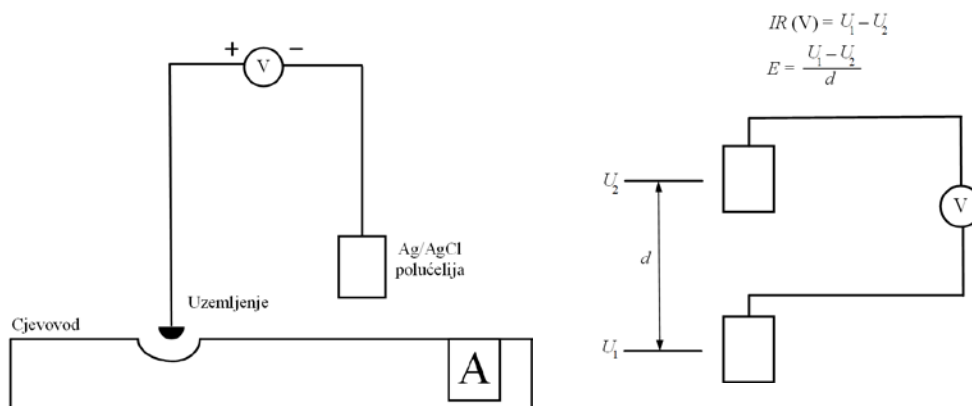 + V −
Ag/AgCl
polućelija
Uzemljenje
Cjevovod
A
IR (V) = U₁ − U₂
E = (U₁ − U₂) / d
U₂
V
d
U₁